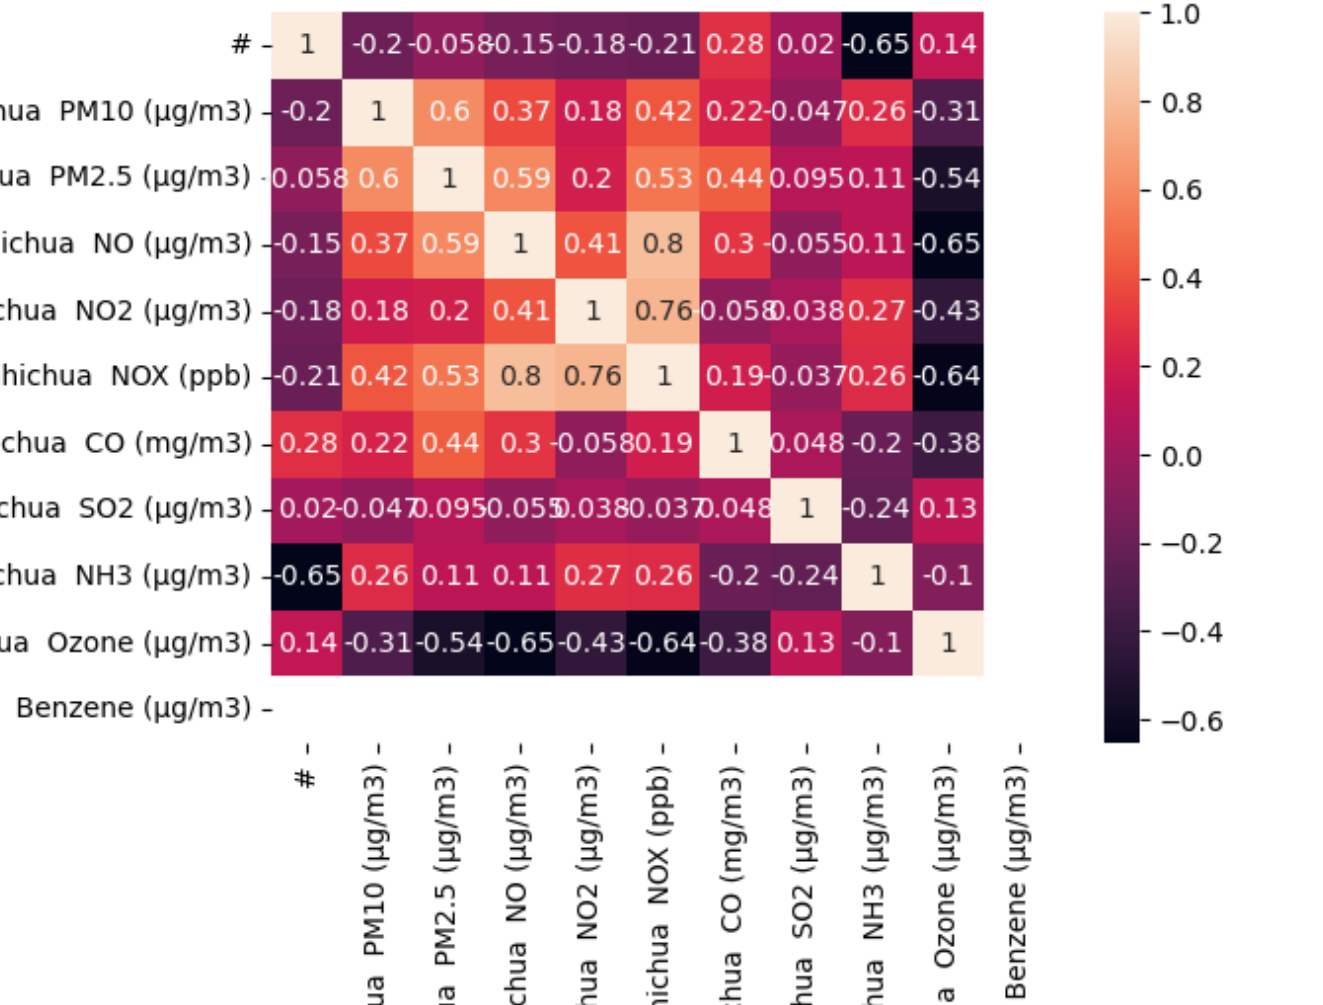 # 1 -0.2 -0.058 -0.15 -0.18 -0.21 0.28 0.02 -0.65 0.14
PM10 (µg/m3) -0.2 1 0.6 0.37 0.18 0.42 0.22 -0.047 0.26 -0.31
PM2.5 (µg/m3) 0.058 0.6 1 0.59 0.2 0.53 0.44 0.095 0.11 -0.54
ichua NO (µg/m3) -0.15 0.37 0.59 1 0.41 0.8 0.3 -0.055 0.11 -0.65
chua NO2 (µg/m3) -0.18 0.18 0.2 0.41 1 0.76 -0.058 0.038 0.27 -0.43
hichua NOX (ppb) -0.21 0.42 0.53 0.8 0.76 1 0.19 -0.037 0.26 -0.64
chua CO (mg/m3) 0.28 0.22 0.44 0.3 -0.058 0.19 1 0.048 -0.2 -0.38
chua SO2 (µg/m3) 0.02 -0.047 0.095 -0.055 0.038 -0.037 0.048 1 -0.24 0.13
chua NH3 (µg/m3) -0.65 0.26 0.11 0.11 0.27 0.26 -0.2 -0.24 1 -0.1
ua Ozone (µg/m3) 0.14 -0.31 -0.54 -0.65 -0.43 -0.64 -0.38 0.13 -0.1 1
Benzene (µg/m3)
#
ua PM10 (µg/m3)
PM2.5 (µg/m3)
chua NO (µg/m3)
hua NO2 (µg/m3)
hichua NOX (ppb)
chua CO (mg/m3)
hua SO2 (µg/m3)
hua NH3 (µg/m3)
a Ozone (µg/m3)
Benzene (µg/m3)
1.0
0.8
0.6
0.4
0.2
0.0
−0.2
−0.4
−0.6